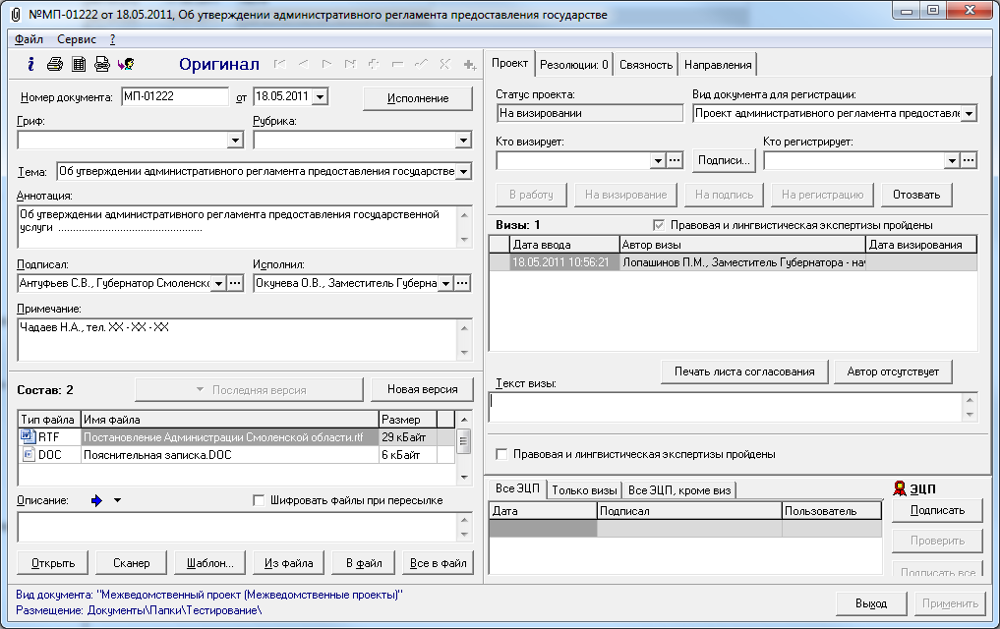 №МП-01222 от 18.05.2011, Об утверждении административного регламента предоставления государстве
Файл Сервис ?
Оригинал
Номер документа: МП-01222 от 18.05.2011 Исполнение
Гриф: Рубрика:
Тема: Об утверждении административного регламента предоставления государстве
Аннотация:
Об утверждении административного регламента предоставления государственной
услуги ..................................................
Подписал: Исполнил:
Антуфьев С.В., Губернатор Смоленск Окунева О.В., Заместитель Губерна
Примечание:
Чадаев Н.А., тел. XX - XX - XX
Состав: 2 Последняя версия Новая версия
Тип файла Имя файла Размер
RTF Постановление Администрации Смоленской области.rtf 29 кБайт
DOC Пояснительная записка.DOC 6 кБайт
Описание: Шифровать файлы при пересылке
Открыть Сканер Шаблон... Из файла В файл Все в файл
Проект Резолюции: 0 Связность Направления
Статус проекта: Вид документа для регистрации:
На визировании Проект административного регламента предоставле
Кто визирует: Подписи... Кто регистрирует:
В работу На визирование На подпись На регистрацию Отозвать
Визы: 1 Правовая и лингвистическая экспертизы пройдены
Дата ввода Автор визы Дата визирования
18.05.2011 10:56:21 Лопашинов П.М., Заместитель Губернатора - нач
Печать листа согласования Автор отсутствует
Текст визы:
Правовая и лингвистическая экспертизы пройдены
Все ЭЦП Только визы Все ЭЦП, кроме виз ЭЦП
Дата Подписал Пользователь Подписать
Проверить
Подписать все
Вид документа: "Межведомственный проект (Межведомственные проекты)"
Размещение: Документы\Папки\Тестирование\
Выход Применить